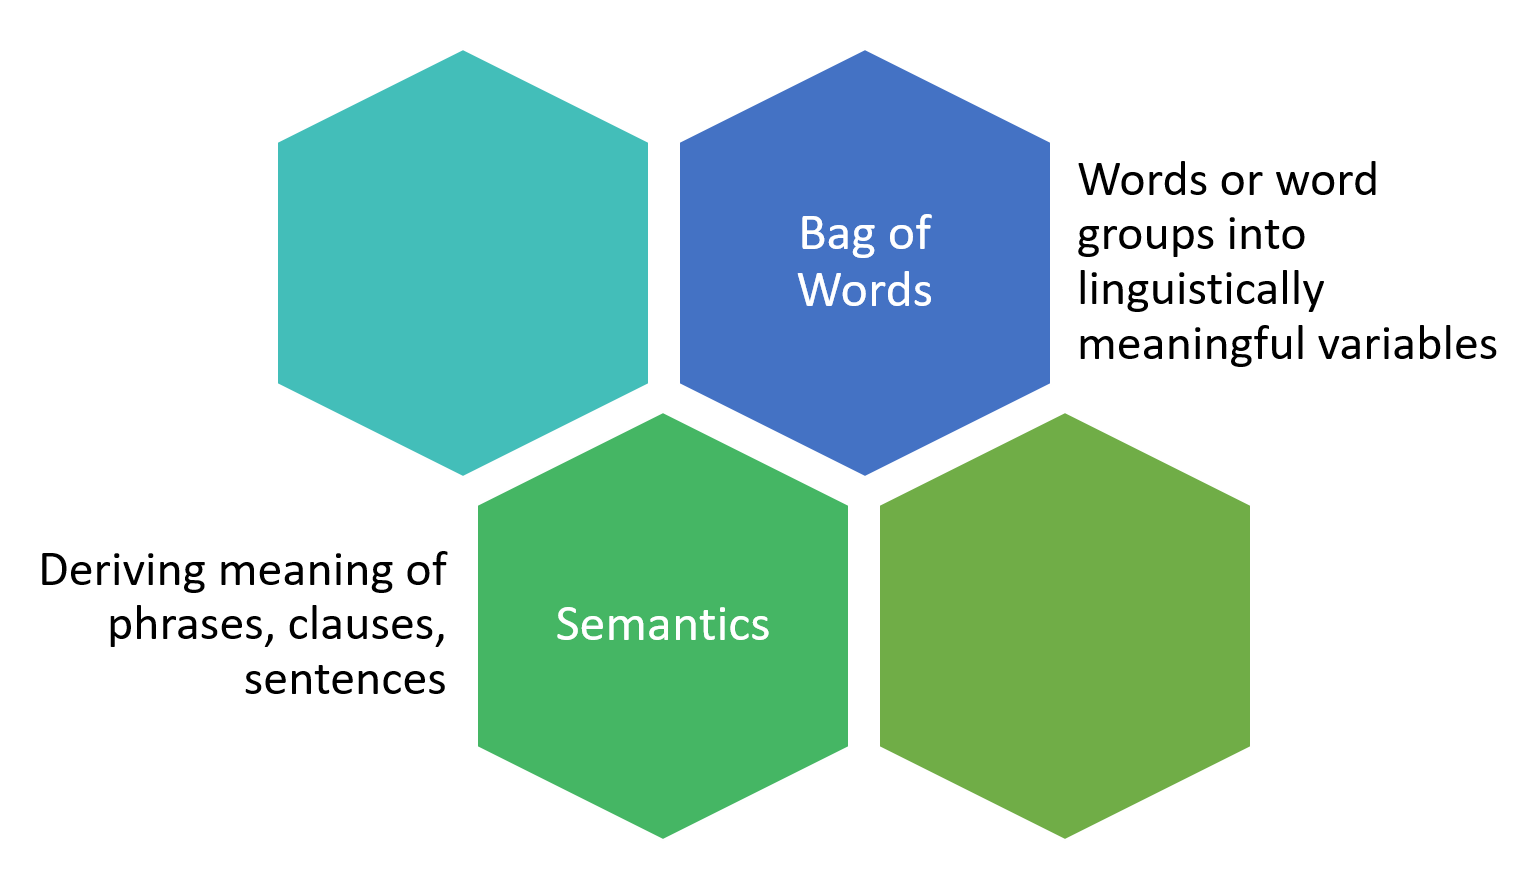 Bag of
Words
Words or word
groups into
linguistically
meaningful variables
Deriving meaning of
phrases, clauses,
sentences
Semantics